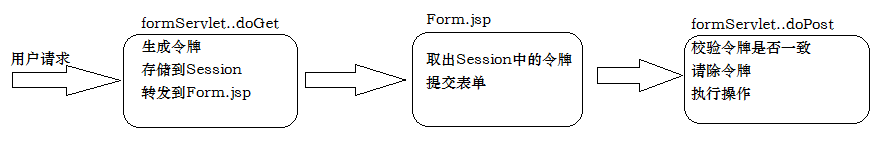 用户请求
formServlet..doGet
生成令牌
存储到Session
转发到Form.jsp
Form.jsp
取出Session中的令牌
提交表单
formServlet..doPost
校验令牌是否一致
请除令牌
执行操作